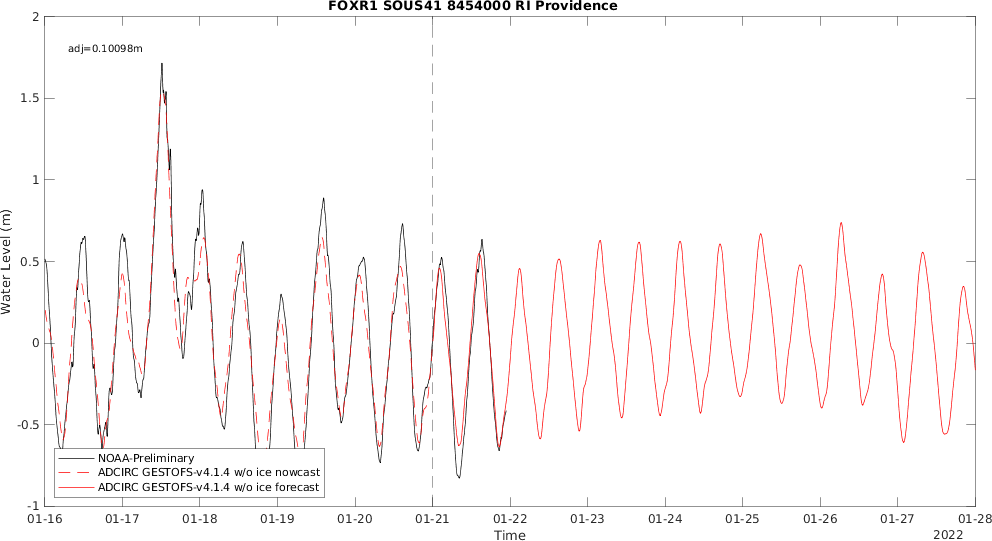 FOXR1 SOUS41 8454000 RI Providence
adj=0.10098m
Water Level (m)
2
1.5
1
0.5
0
-0.5
-1
NOAA-Preliminary
ADCIRC GESTOFS-v4.1.4 w/o ice nowcast
ADCIRC GESTOFS-v4.1.4 w/o ice forecast
01-16 01-17 01-18 01-19 01-20 01-21 01-22 01-23 01-24 01-25 01-26 01-27 01-28
Time
2022